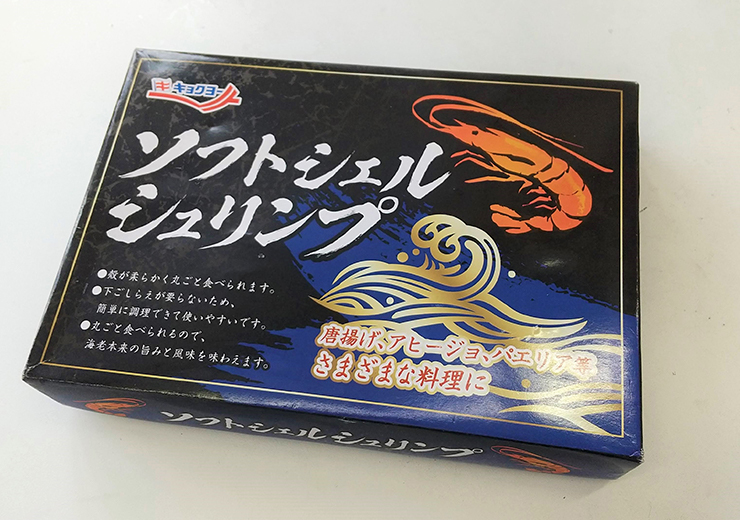 キョクヨー
ソフトシェル
シュリンプ
●殻が柔らかく丸ごと食べられます。
●下ごしらえが要らないため、
簡単に調理できて使いやすいです。
●丸ごと食べられるので、
海老本来の旨みと風味を味わえます。
唐揚げ、アヒージョ、パエリア等
さまざまな料理に
ソフトシェルシュリンプ